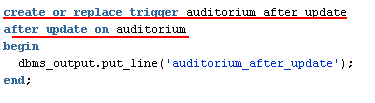 create or replace trigger auditorium_after_update
after update on auditorium
begin
  dbms_output.put_line('auditorium_after_update');
end;